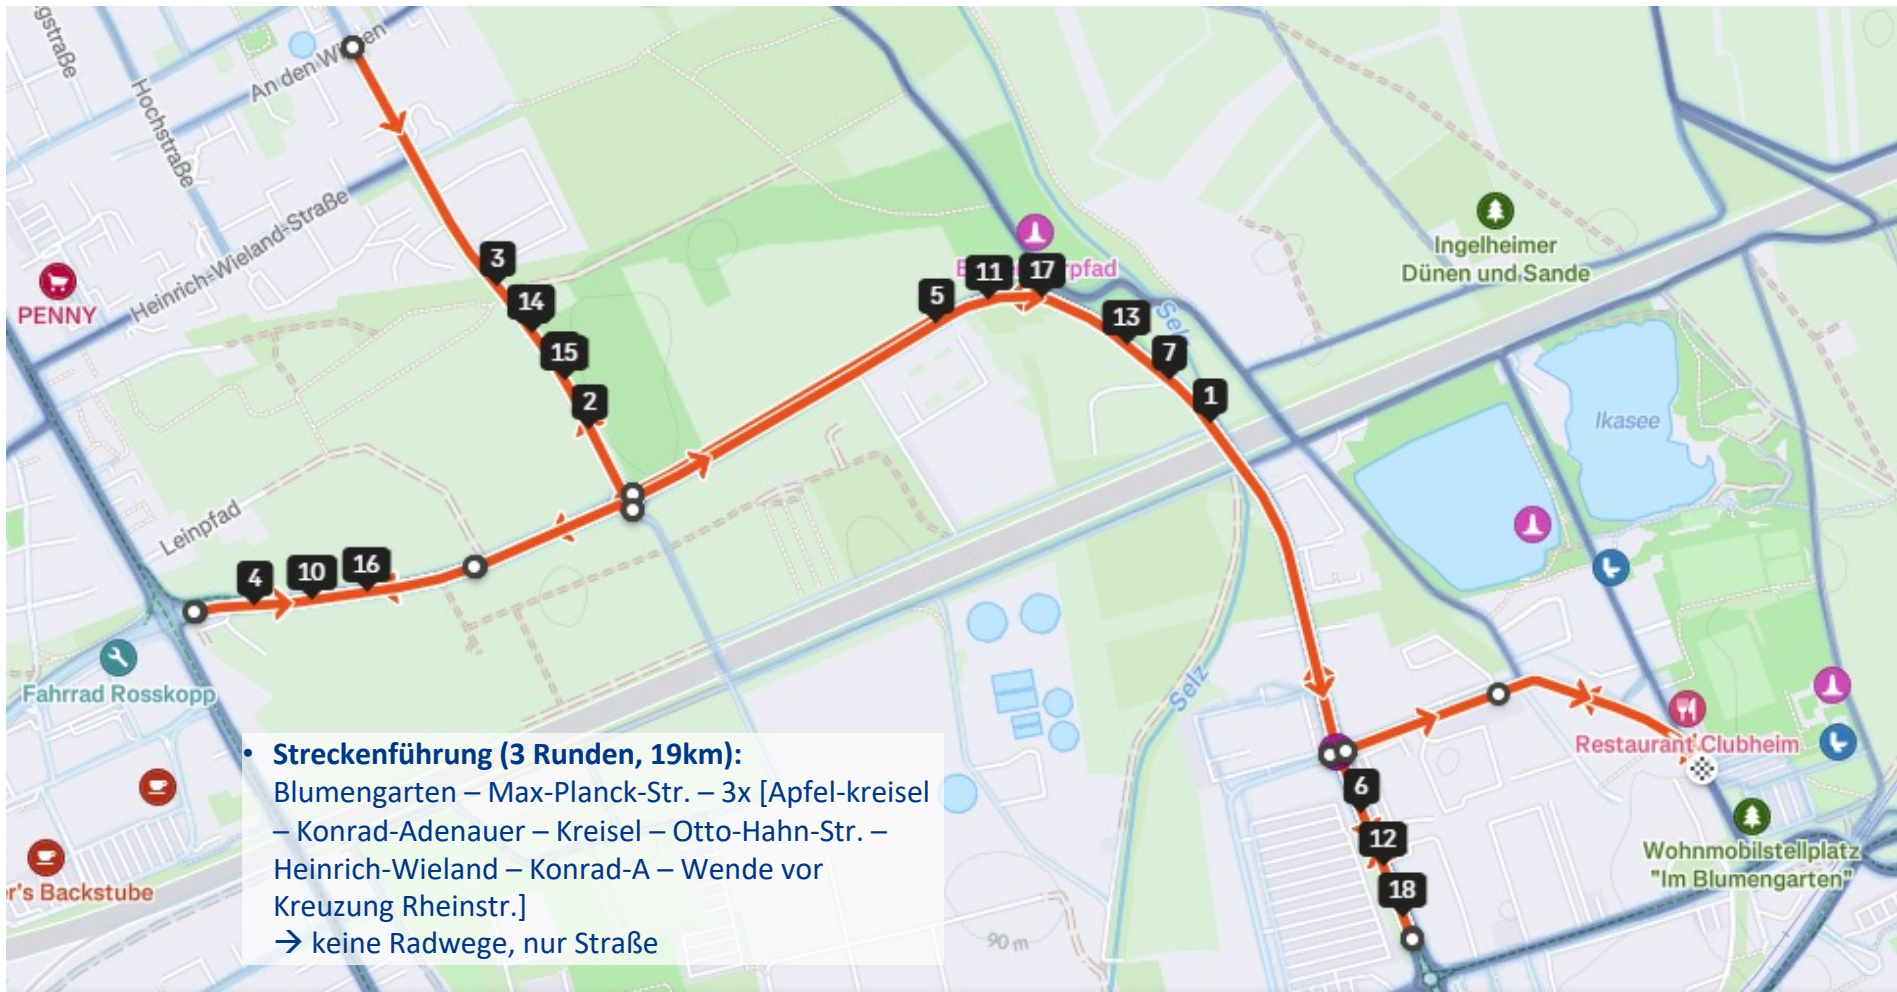 gstraße
An den Wiesen
Hochstraße
Heinrich-Wieland-Straße
PENNY
3
14
15
2
5
11
17
13
7
1
Selz
Ingelheimer
Dünen und Sande
Ikasee
Leinpfad
4
10
16
Fahrrad Rosskopp
Selz
Restaurant Clubheim
6
12
18
Wohnmobilstellplatz
"Im Blumengarten"
r's Backstube
90 m
• Streckenführung (3 Runden, 19km):
Blumengarten – Max-Planck-Str. – 3x [Apfel-kreisel
– Konrad-Adenauer – Kreisel – Otto-Hahn-Str. –
Heinrich-Wieland – Konrad-A – Wende vor
Kreuzung Rheinstr.]
→ keine Radwege, nur Straße